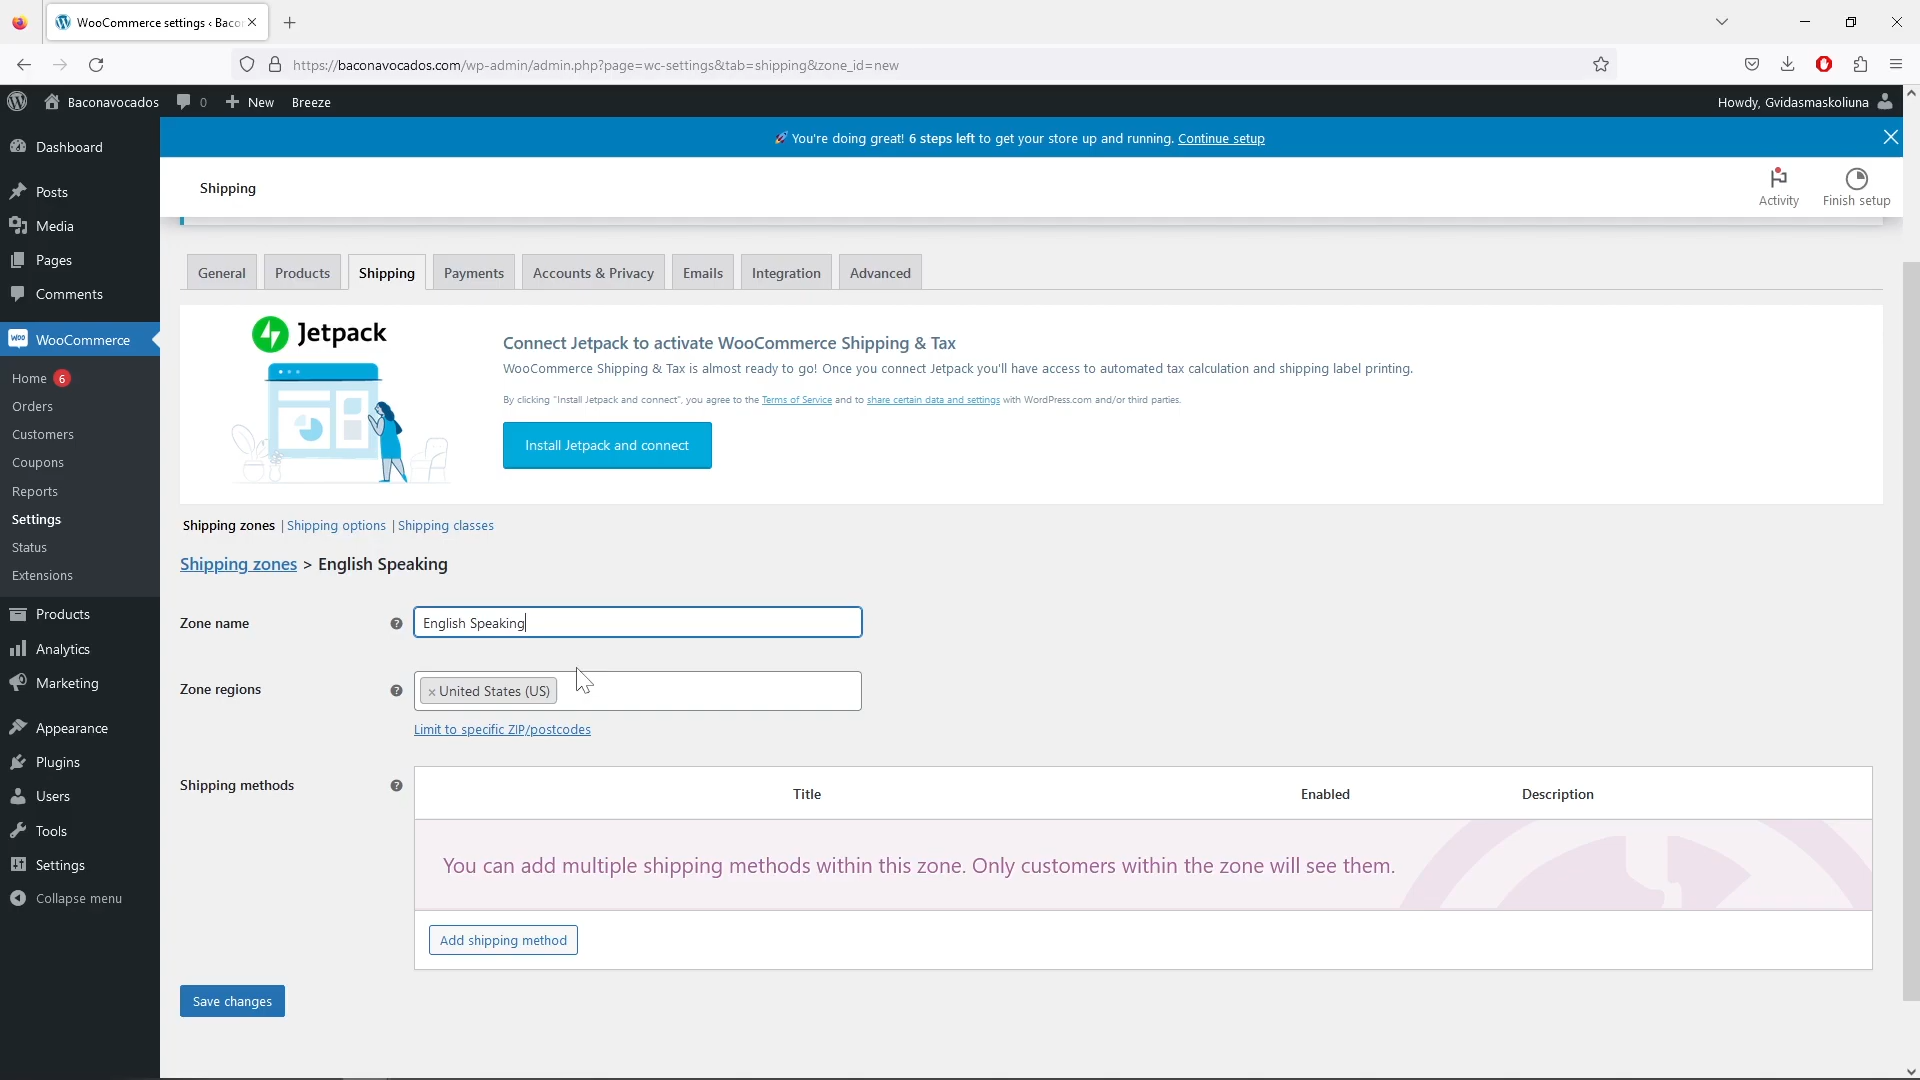 WooCommerce settings ‹ Baco
https://baconavocados.com/wp-admin/admin.php?page=wc-settings&tab=shipping&zone_id=new
Baconavocados 0 New Breeze Howdy, Gvidasmaskoliuna
🚀 You're doing great! 6 steps left to get your store up and running. Continue setup
Shipping
Activity
Finish setup
Dashboard
Posts
Media
Pages
Comments
WooCommerce
Home 6
Orders
Customers
Coupons
Reports
Settings
Status
Extensions
Products
Analytics
Marketing
Appearance
Plugins
Users
Tools
Settings
Collapse menu
General Products Shipping Payments Accounts & Privacy Emails Integration Advanced
Jetpack
Connect Jetpack to activate WooCommerce Shipping & Tax
WooCommerce Shipping & Tax is almost ready to go! Once you connect Jetpack you'll have access to automated tax calculation and shipping label printing.
By clicking "Install Jetpack and connect", you agree to the Terms of Service and to share certain data and settings with WordPress.com and/or third parties.
Install Jetpack and connect
Shipping zones | Shipping options | Shipping classes
Shipping zones > English Speaking
Zone name ? English Speaking
Zone regions ? × United States (US)
Limit to specific ZIP/postcodes
Shipping methods ? Title Enabled Description
You can add multiple shipping methods within this zone. Only customers within the zone will see them.
Add shipping method
Save changes